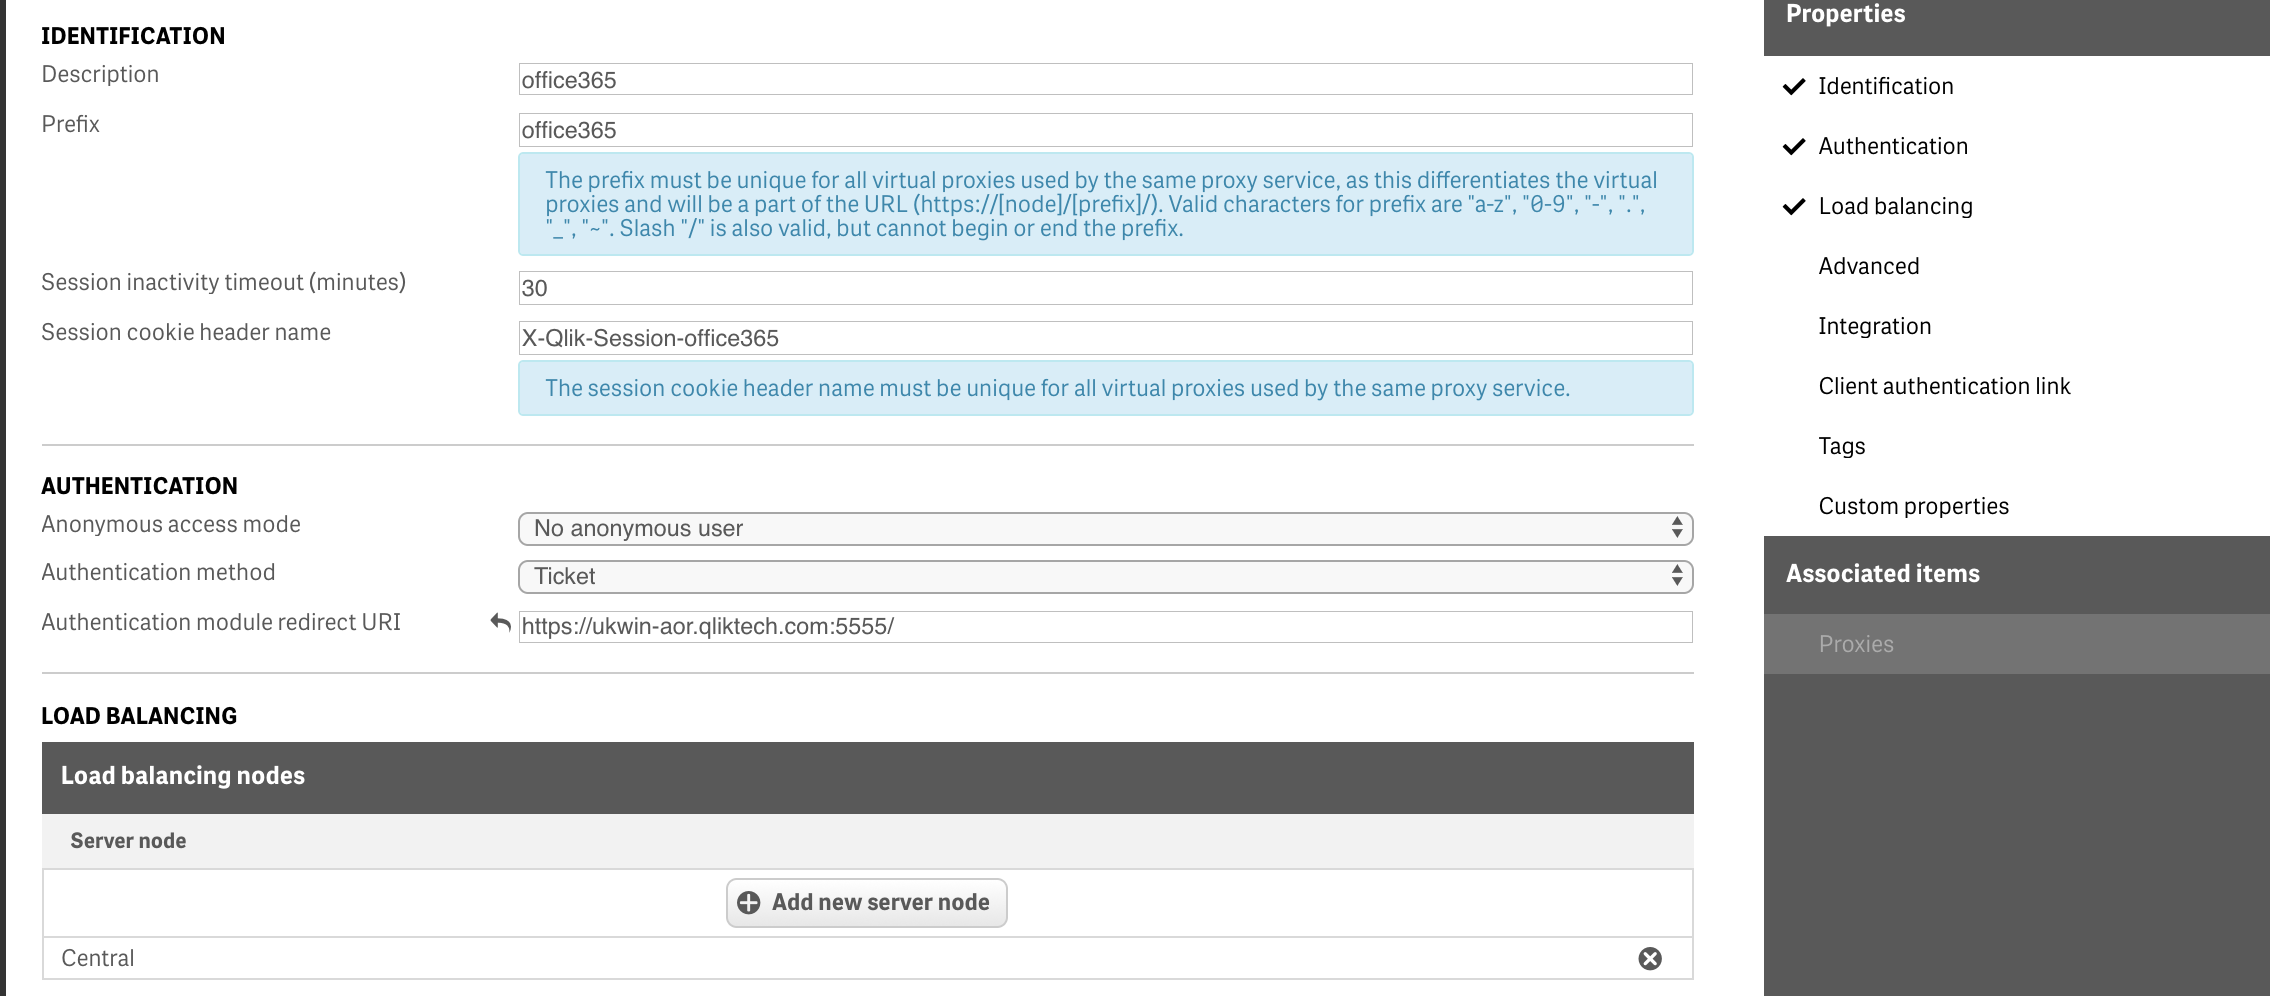 IDENTIFICATION
Description
office365
Prefix
office365
The prefix must be unique for all virtual proxies used by the same proxy service, as this differentiates the virtual
proxies and will be a part of the URL (https://[node]/[prefix]/). Valid characters for prefix are "a-z", "0-9", "-", ".",
"_", "~". Slash "/" is also valid, but cannot begin or end the prefix.
Session inactivity timeout (minutes)
30
Session cookie header name
X-Qlik-Session-office365
The session cookie header name must be unique for all virtual proxies used by the same proxy service.
AUTHENTICATION
Anonymous access mode
No anonymous user
Authentication method
Ticket
Authentication module redirect URI
https://ukwin-aor.qliktech.com:5555/
LOAD BALANCING
Load balancing nodes
Server node
Add new server node
Central
Properties
Identification
Authentication
Load balancing
Advanced
Integration
Client authentication link
Tags
Custom properties
Associated items
Proxies